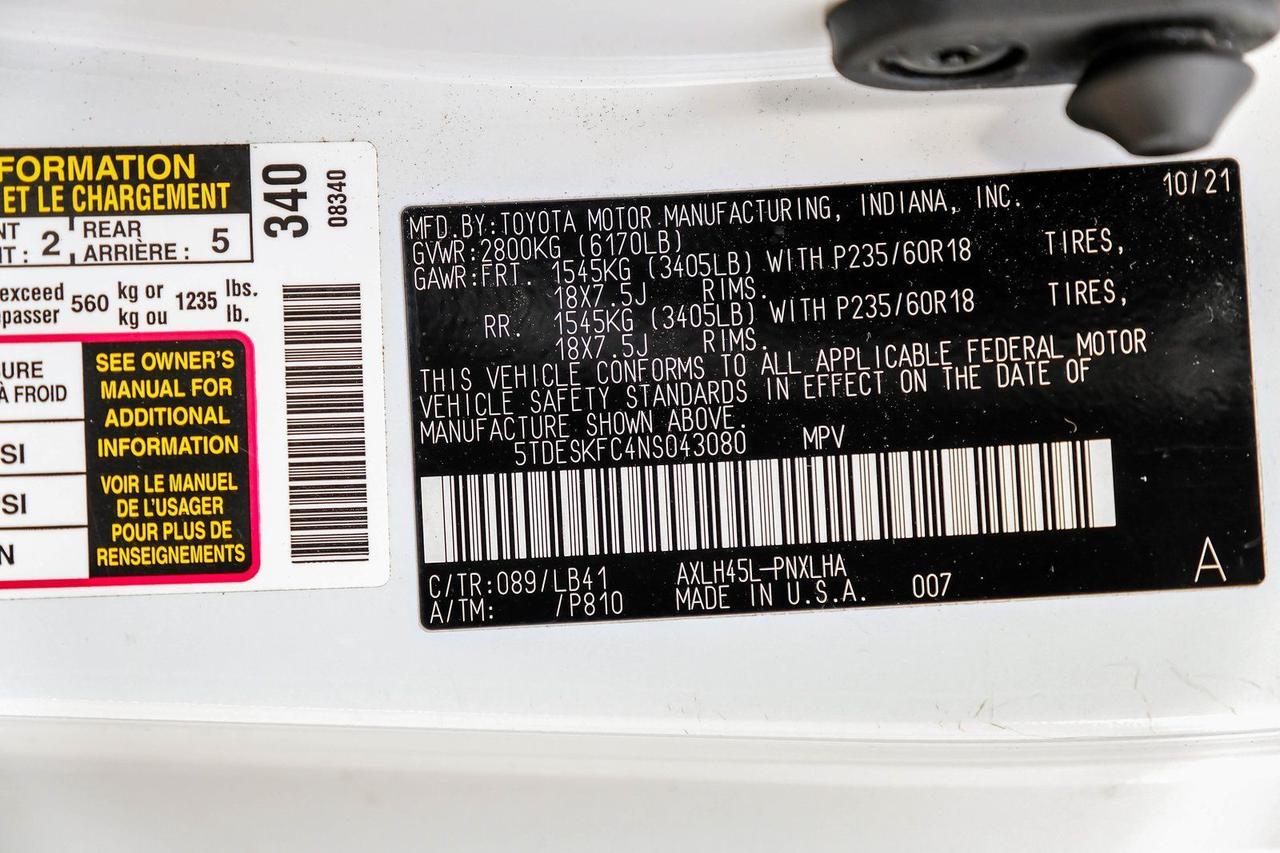 FORMATION
ET LE CHARGEMENT
NT : 2 REAR
ARRIÈRE : 5
exceed 560 kg or 1235 lbs.
passer kg ou lb.
URE
À FROID
SI
SI
N
SEE OWNER'S
MANUAL FOR
ADDITIONAL
INFORMATION
VOIR LE MANUEL
DE L'USAGER
POUR PLUS DE
RENSEIGNEMENTS
340
08340
10/21
MFD.BY:TOYOTA MOTOR MANUFACTURING, INDIANA, INC.
GVWR:2800KG (6170LB)
GAWR:FRT. 1545KG (3405LB) WITH P235/60R18 TIRES,
18X7.5J RIMS.
RR. 1545KG (3405LB) WITH P235/60R18 TIRES,
18X7.5J RIMS.
THIS VEHICLE CONFORMS TO ALL APPLICABLE FEDERAL MOTOR
VEHICLE SAFETY STANDARDS IN EFFECT ON THE DATE OF
MANUFACTURE SHOWN ABOVE.
5TDESKFC4NS043080 MPV
C/TR:089/LB41 AXLH45L-PNXLHA
A/TM: /P810 MADE IN U.S.A. 007
A